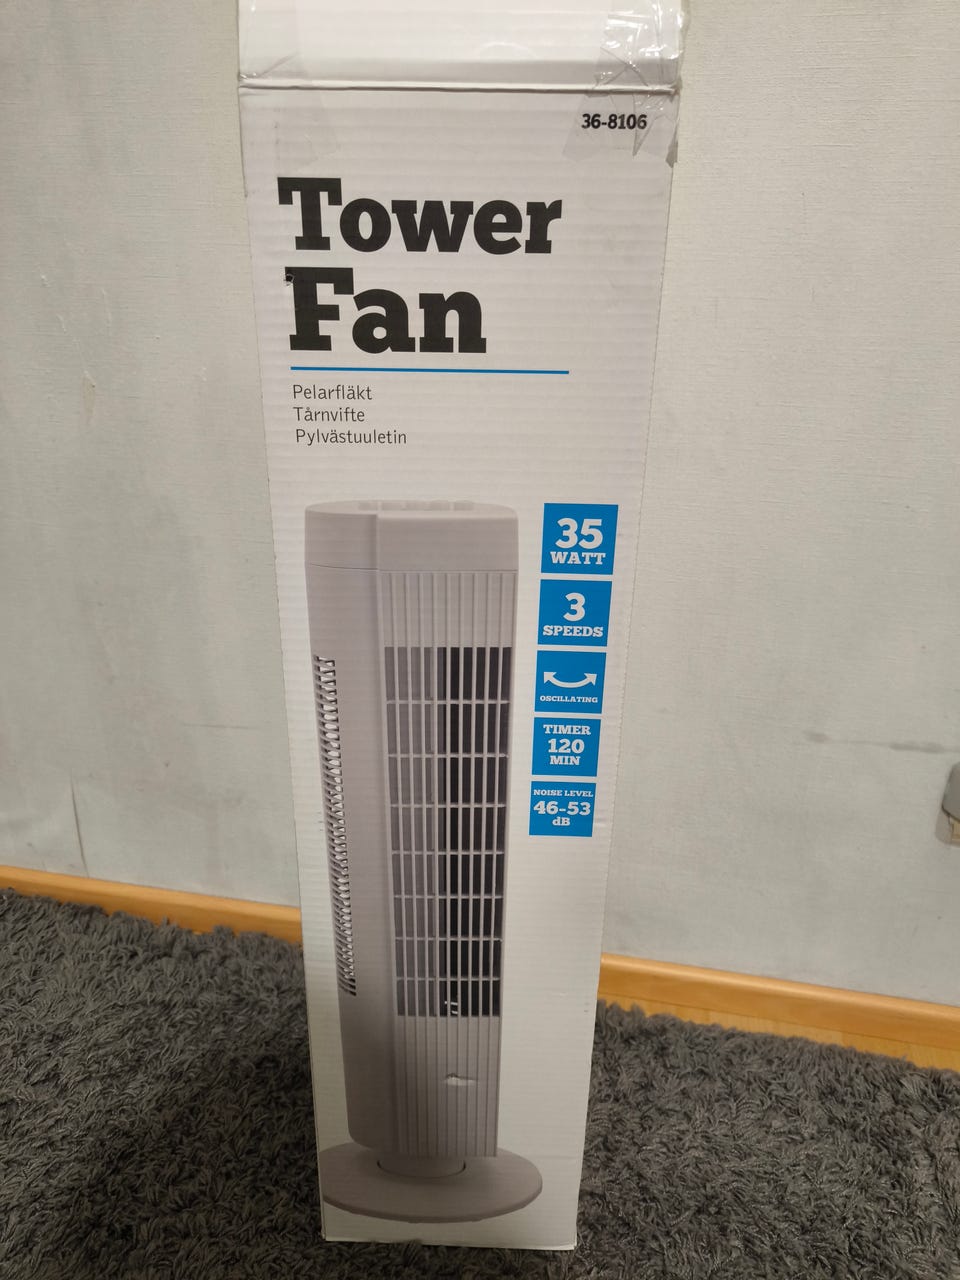 36-8106
Tower
Fan
Pelarfläkt
Tårnvifte
Pylvästuuletin
35
WATT
3
SPEEDS
OSCILLATING
TIMER
120
MIN
NOISE LEVEL
46-53
dB